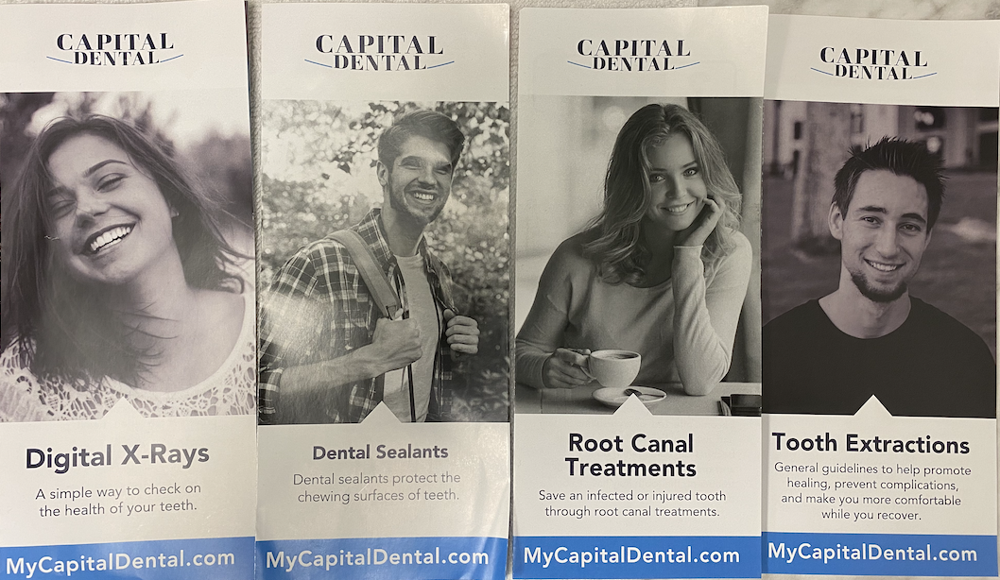 CAPITAL
DENTAL
Digital X-Rays
A simple way to check on
the health of your teeth.
MyCapitalDental.com
CAPITAL
DENTAL
Dental Sealants
Dental sealants protect the
chewing surfaces of teeth.
MyCapitalDental.com
CAPITAL
DENTAL
Root Canal
Treatments
Save an infected or injured tooth
through root canal treatments.
MyCapitalDental.com
CAPITAL
DENTAL
Tooth Extractions
General guidelines to help promote
healing, prevent complications,
and make you more comfortable
while you recover.
MyCapitalDental.com